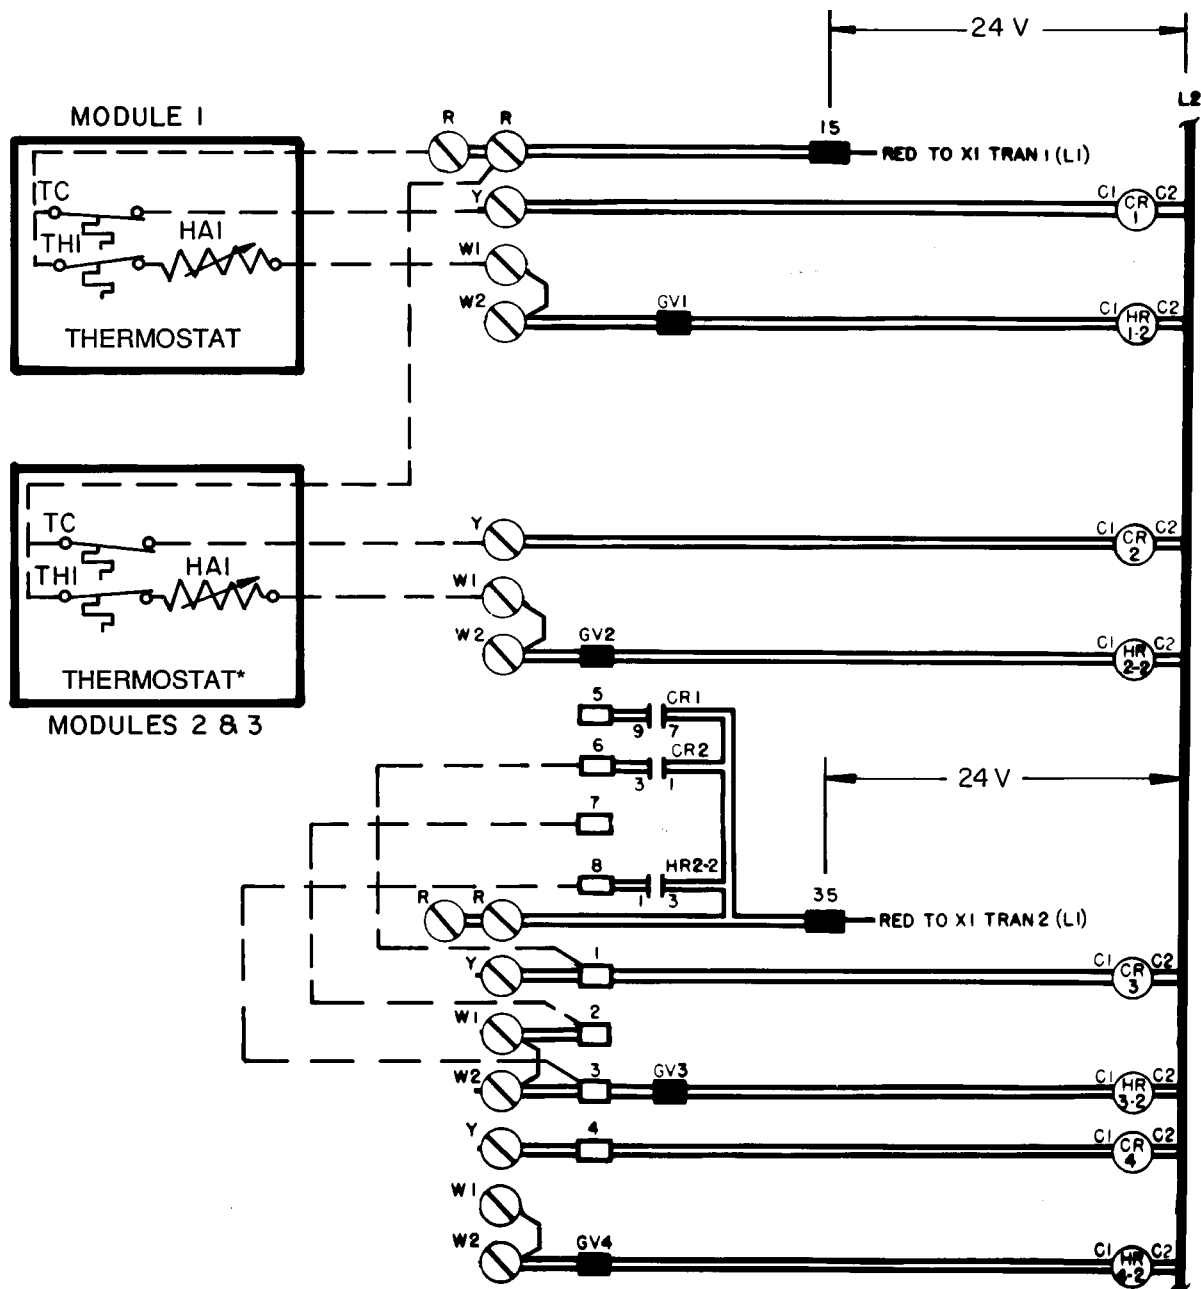 24 V
L2
MODULE 1
R R 15
RED TO X1 TRAN 1 (L1)
TC
Y
C1 CR 1 C2
TH1 HA1
W1
W2 GV1
C1 HR 1-2 C2
THERMOSTAT
TC
Y
C1 CR 2 C2
TH1 HA1
W1
W2 GV2
C1 HR 2-2 C2
THERMOSTAT*
MODULES 2 & 3
5 CR1
9 7
6 CR2
3 1
24 V
7
8 HR2-2
1 3
R R 35
RED TO X1 TRAN 2 (L1)
Y 1
C1 CR 3 C2
W1 2
W2 3 GV3
C1 HR 3-2 C2
Y 4
C1 CR 4 C2
W1
W2 GV4
C1 HR 4-2 C2